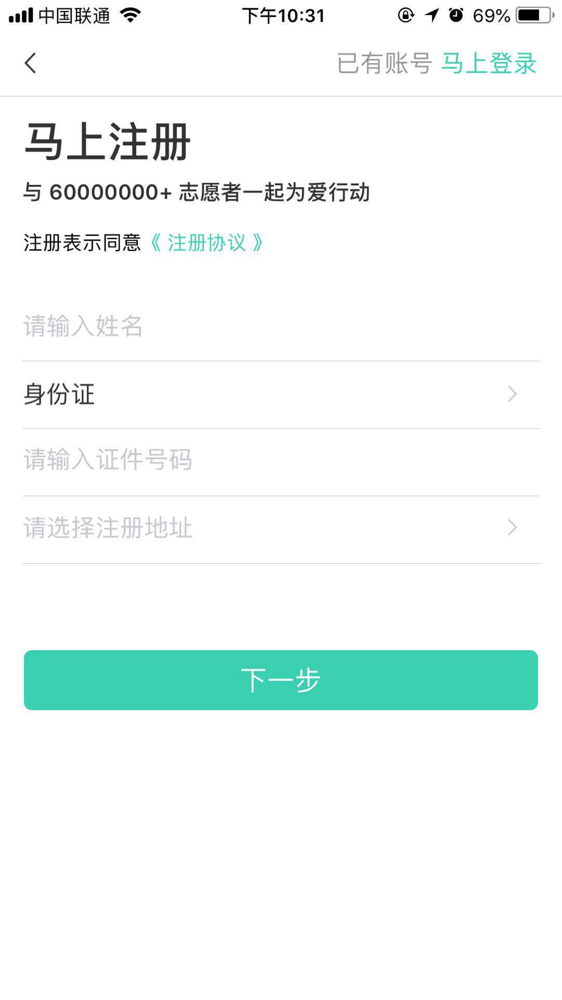 中国联通 下午10:31 69%
已有账号 马上登录
马上注册
与 60000000+ 志愿者一起为爱行动
注册表示同意《 注册协议 》
请输入姓名
身份证
请输入证件号码
请选择注册地址
下一步